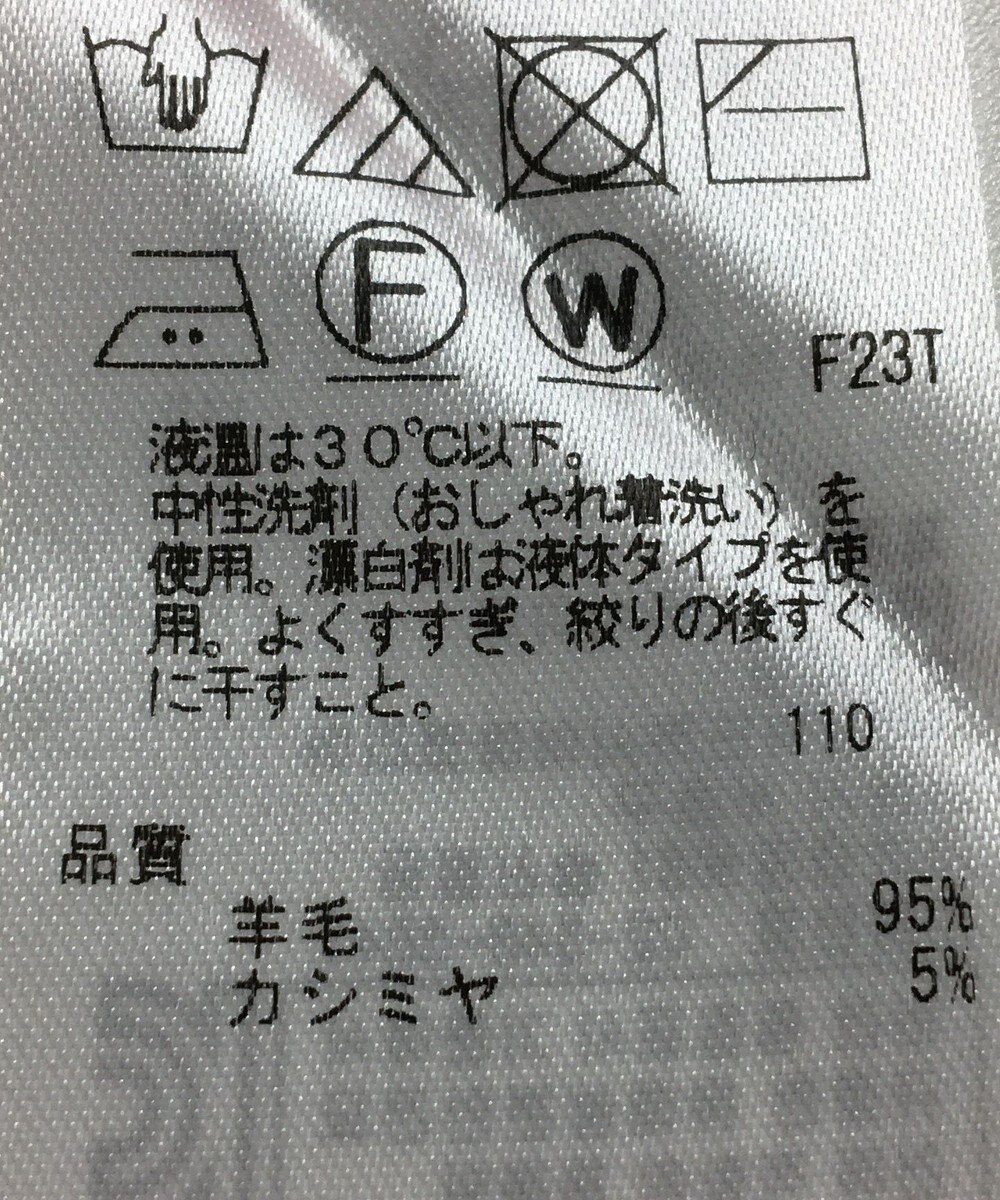 F
W
F23T
液温は30℃以下。
中性洗剤（おしゃれ着洗い）を
使用。漂白剤は液体タイプを使
用。よくすすぎ、絞りの後すぐ
に干すこと。
110
品質
羊毛 95%
カシミヤ 5%